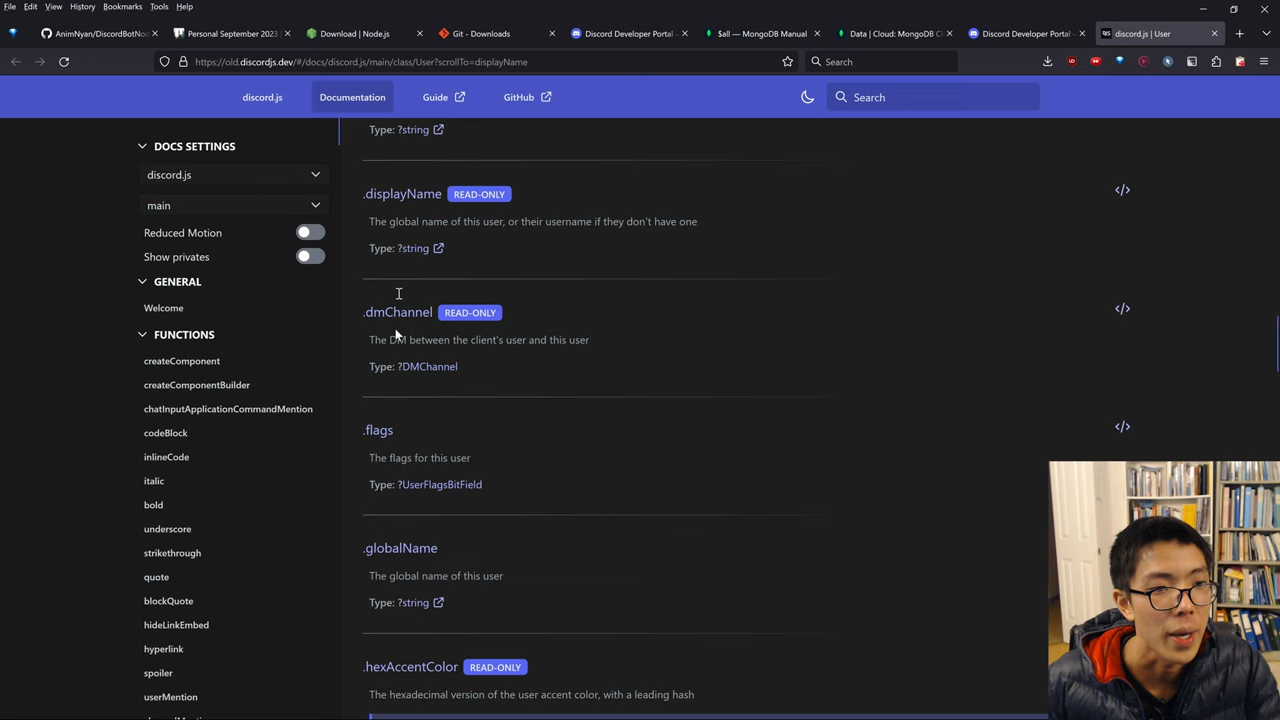 File Edit View History Bookmarks Tools Help
AnimNyan/DiscordBotNod
Personal September 2023
Download | Node.js
Git - Downloads
Discord Developer Portal —
$all — MongoDB Manual
Data | Cloud: MongoDB Cl
Discord Developer Portal —
discord.js | User
https://old.discordjs.dev/#/docs/discord.js/main/class/User?scrollTo=displayName
Search
discord.js
Documentation
Guide
GitHub
Search
DOCS SETTINGS
discord.js
main
Reduced Motion
Show privates
GENERAL
Welcome
FUNCTIONS
createComponent
createComponentBuilder
chatInputApplicationCommandMention
codeBlock
inlineCode
italic
bold
underscore
strikethrough
quote
blockQuote
hideLinkEmbed
hyperlink
spoiler
userMention
Type: ?string
.displayName READ-ONLY
The global name of this user, or their username if they don't have one
Type: ?string
.dmChannel READ-ONLY
The DM between the client's user and this user
Type: ?DMChannel
.flags
The flags for this user
Type: ?UserFlagsBitField
.globalName
The global name of this user
Type: ?string
.hexAccentColor READ-ONLY
The hexadecimal version of the user accent color, with a leading hash